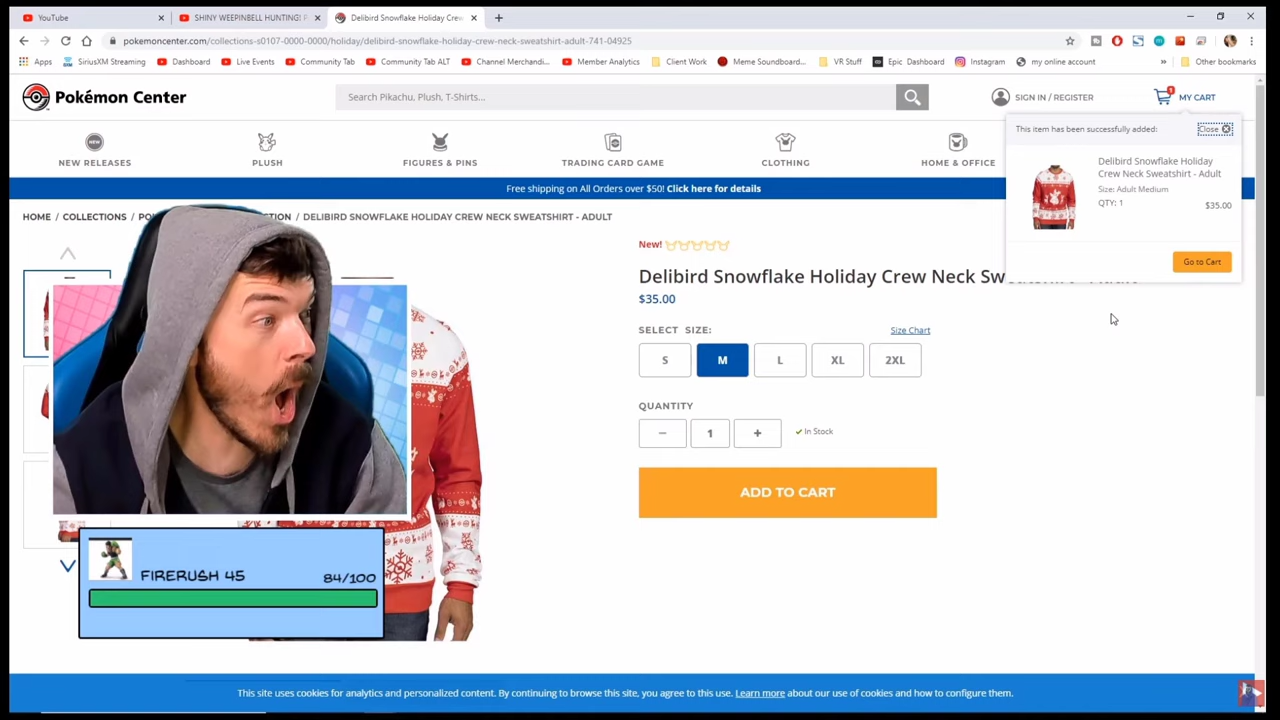 YouTube
SHINY WEEPINBELL HUNTING!
Delibird Snowflake Holiday Crew
pokemoncenter.com/collections-s0107-0000-0000/holiday/delibird-snowflake-holiday-crew-neck-sweatshirt-adult-741-04925
Apps SiriusXM Streaming Dashboard Live Events Community Tab Community Tab ALT Channel Merchandi... Member Analytics Client Work Meme Soundboard... VR Stuff Epic Dashboard Instagram my online account » Other bookmarks
Pokémon Center
Search Pikachu, Plush, T-Shirts...
SIGN IN / REGISTER
1
MY CART
This item has been successfully added:
Close
NEW
NEW RELEASES PLUSH FIGURES & PINS TRADING CARD GAME CLOTHING HOME & OFFICE
Delibird Snowflake Holiday
Crew Neck Sweatshirt - Adult
Size: Adult Medium
QTY: 1
$35.00
Go to Cart
Free shipping on All Orders over $50! Click here for details
HOME / COLLECTIONS / DELIBIRD SNOWFLAKE HOLIDAY CREW NECK SWEATSHIRT - ADULT
New!
Delibird Snowflake Holiday Crew Neck
$35.00
SELECT SIZE:
Size Chart
S M L XL 2XL
QUANTITY
− 1 +
In Stock
ADD TO CART
FIRERUSH 45
84/100
This site uses cookies for analytics and personalized content. By continuing to browse this site, you agree to this use. Learn more about our use of cookies and how to configure them.